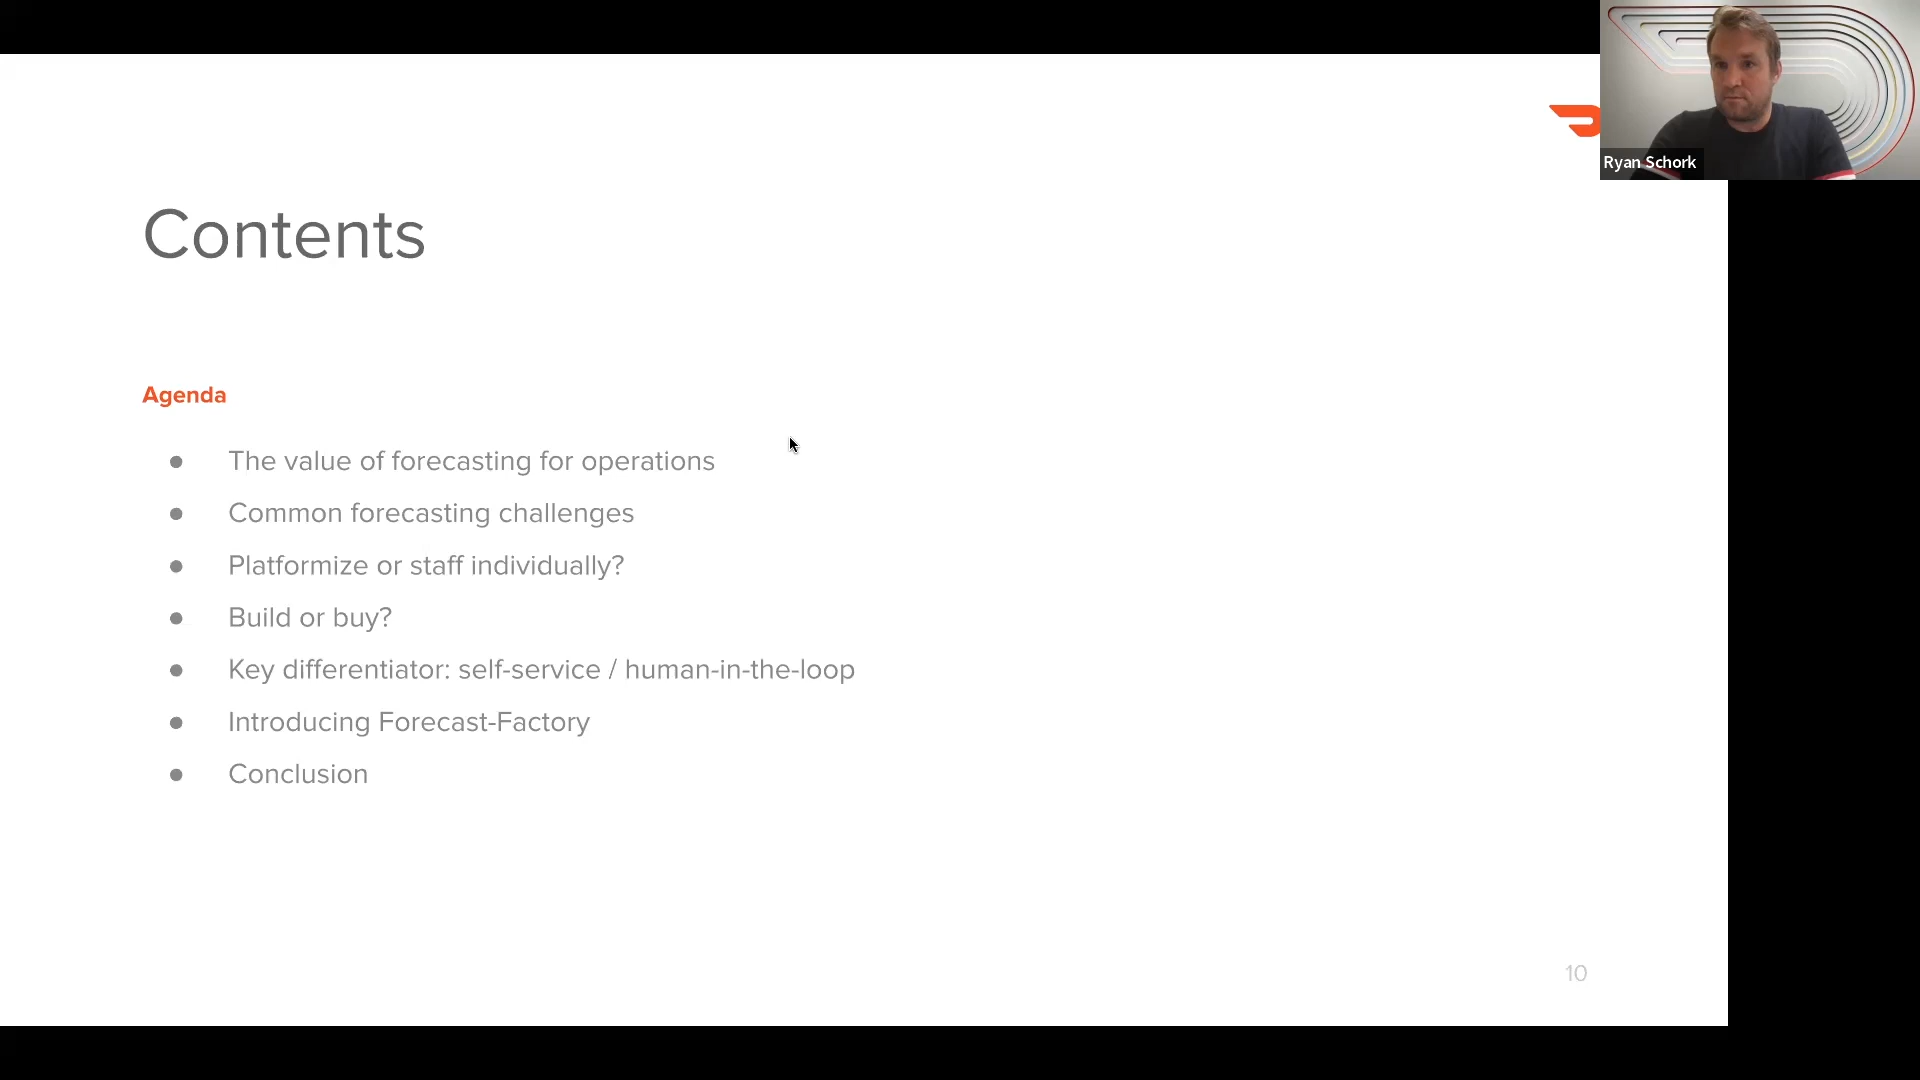 Ryan Schork
Contents
Agenda
● The value of forecasting for operations
● Common forecasting challenges
● Platformize or staff individually?
● Build or buy?
● Key differentiator: self-service / human-in-the-loop
● Introducing Forecast-Factory
● Conclusion
10